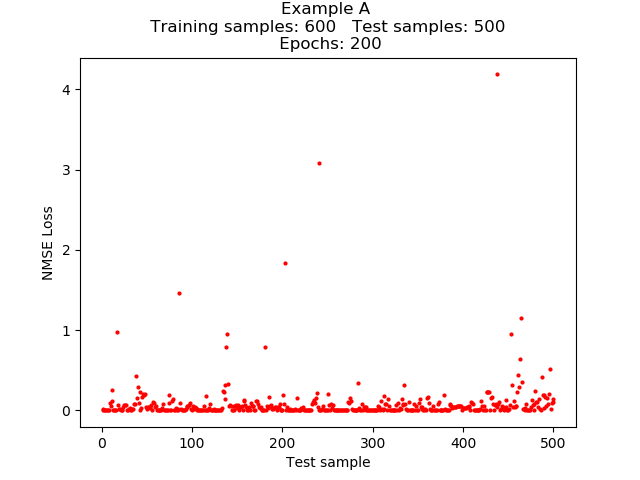 Example A
Training samples: 600   Test samples: 500
Epochs: 200
4
3
2
1
0
NMSE Loss
0
100
200
300
400
500
Test sample